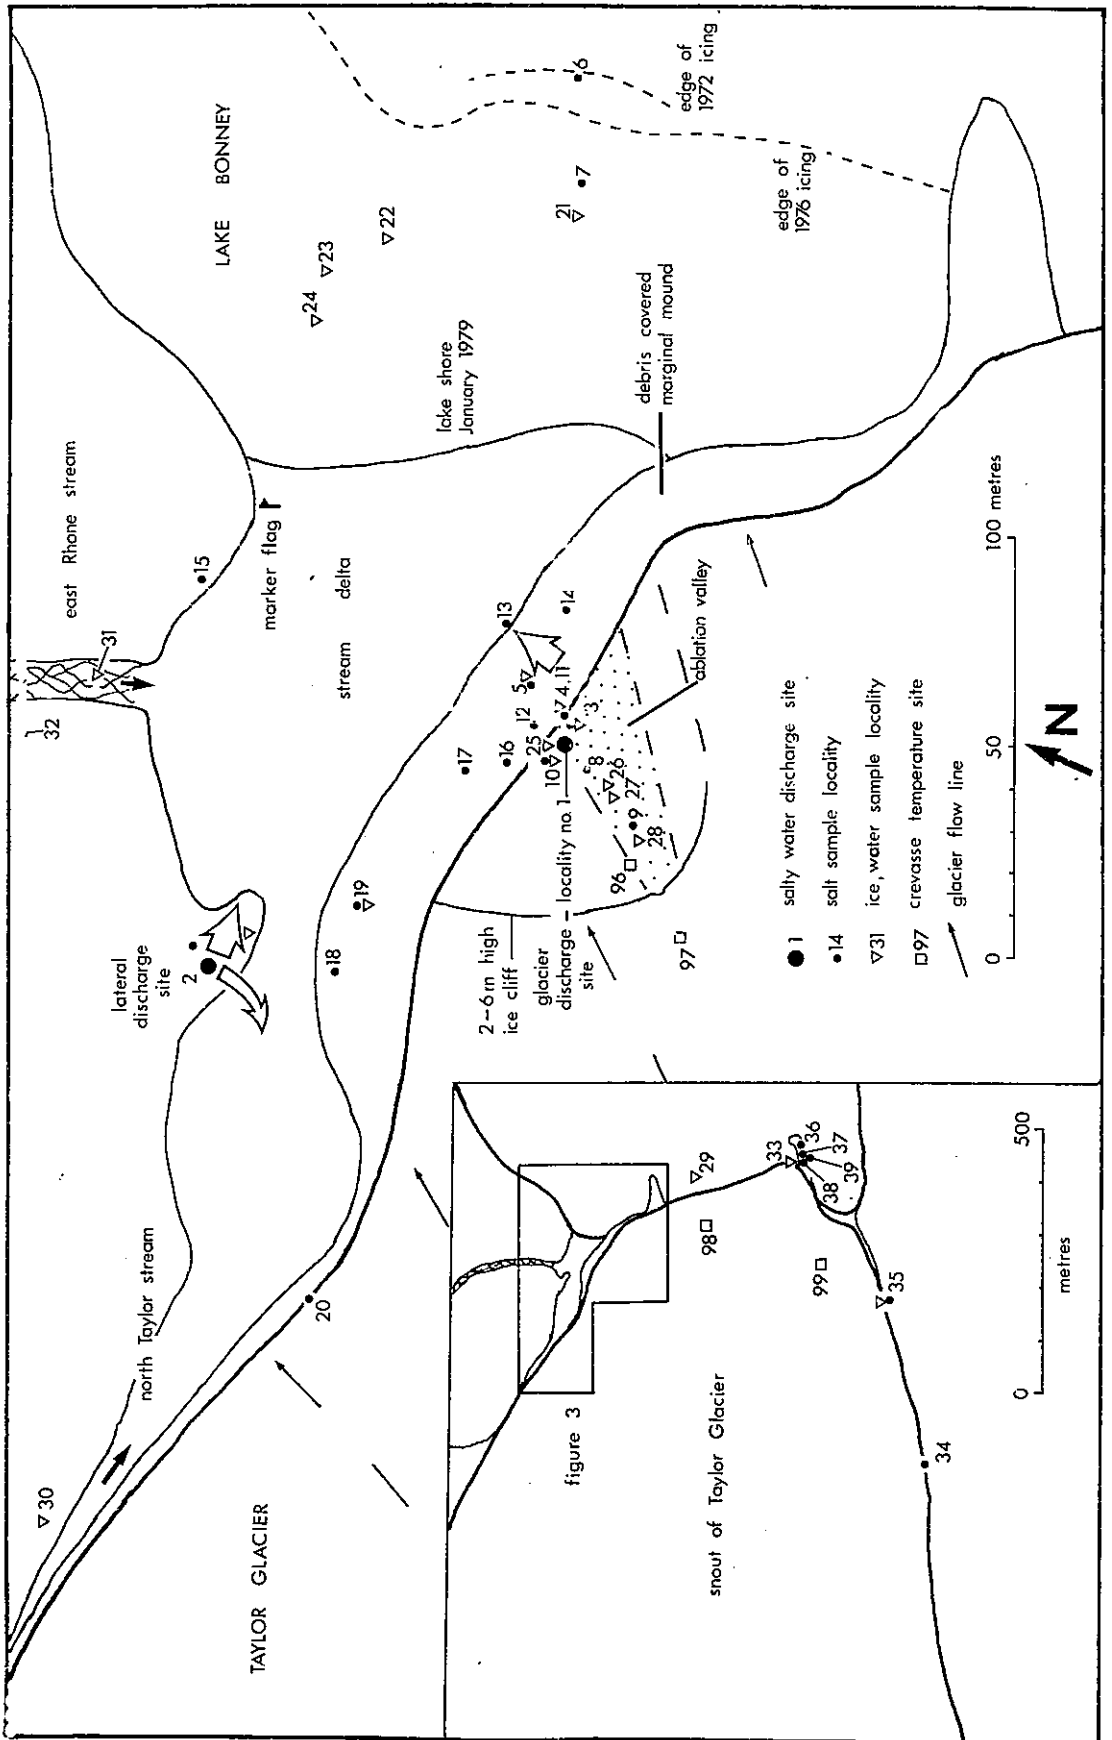 TAYLOR GLACIER
north Taylor stream
30
20
lateral
discharge
site
2
32
31
east Rhone stream
15
marker flag
stream delta
LAKE BONNEY
24
23
22
lake shore
January 1979
21
7
6
edge of
1972 icing
edge of
1976 icing
debris covered
marginal mound
18
19
17
16
12
5
13
14
25
10
4,11
3
8
26
27
9
28
96
97
2-6m high
ice cliff
glacier
discharge - locality no. 1
site
ablation valley
1 salty water discharge site
14 salt sample locality
31 ice, water sample locality
97 crevasse temperature site
glacier flow line
0 50 100 metres
N
figure 3
snout of Taylor Glacier
29
98
99
33
36
37
38
39
35
34
0 500
metres